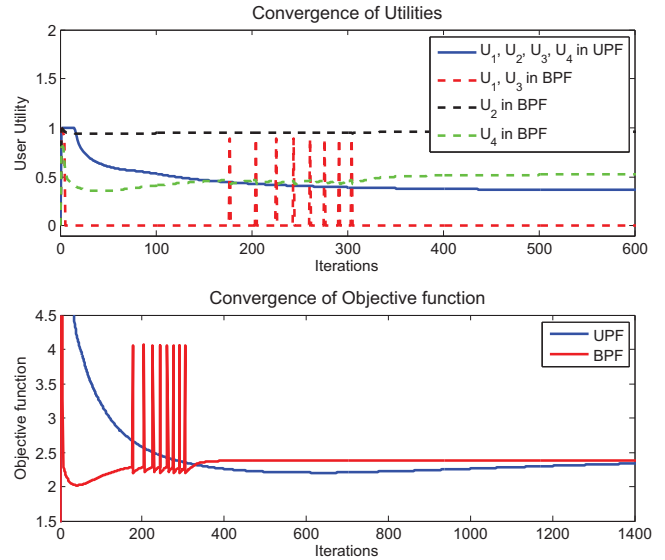 Convergence of Utilities
2
1.5
1
0.5
0
User Utility
U₁, U₂, U₃, U₄ in UPF
U₁, U₃ in BPF
U₂ in BPF
U₄ in BPF
0 100 200 300 400 500 600
Iterations
Convergence of Objective function
4.5
4
3.5
3
2.5
2
1.5
Objective function
UPF
BPF
0 200 400 600 800 1000 1200 1400
Iterations